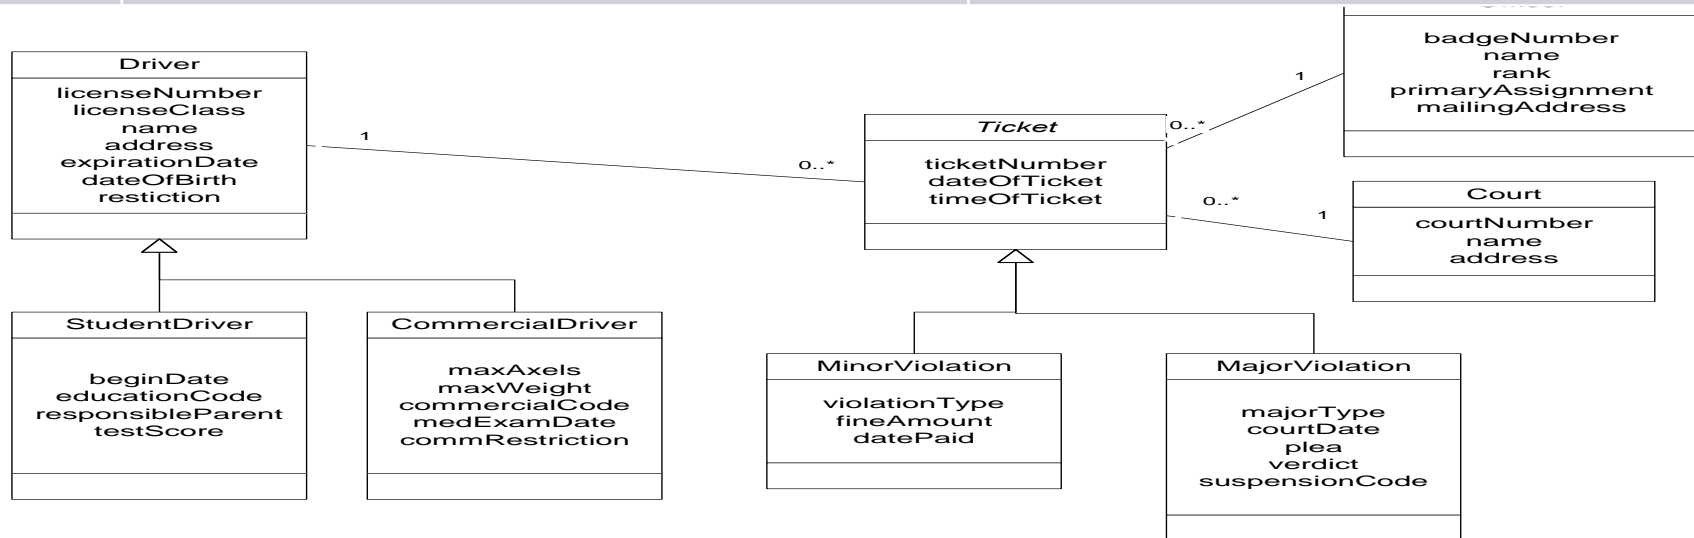 Driver
licenseNumber
licenseClass
name
address
expirationDate
dateOfBirth
restiction
1
0..*
Ticket
ticketNumber
dateOfTicket
timeOfTicket
0..*
1
badgeNumber
name
rank
primaryAssignment
mailingAddress
0..*
1
Court
courtNumber
name
address
StudentDriver
beginDate
educationCode
responsibleParent
testScore
CommercialDriver
maxAxels
maxWeight
commercialCode
medExamDate
commRestriction
MinorViolation
violationType
fineAmount
datePaid
MajorViolation
majorType
courtDate
plea
verdict
suspensionCode